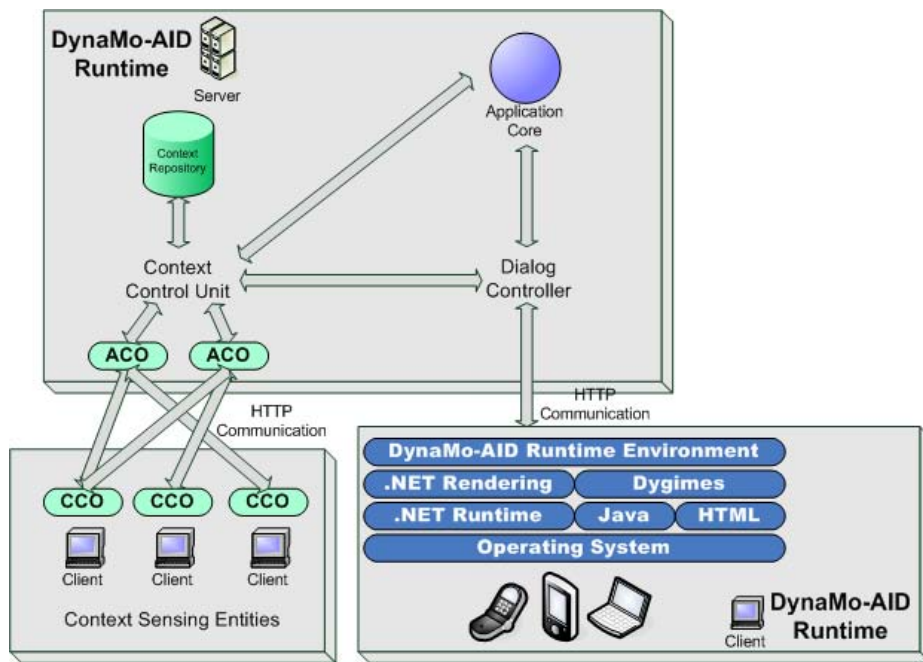 DynaMo-AID
Runtime
Server
Application
Core
Context
Repository
Context
Control Unit
Dialog
Controller
ACO
ACO
HTTP
Communication
HTTP
Communication
CCO
CCO
CCO
Client
Client
Client
Context Sensing Entities
DynaMo-AID Runtime Environment
.NET Rendering
Dygimes
.NET Runtime
Java
HTML
Operating System
Client
DynaMo-AID
Runtime